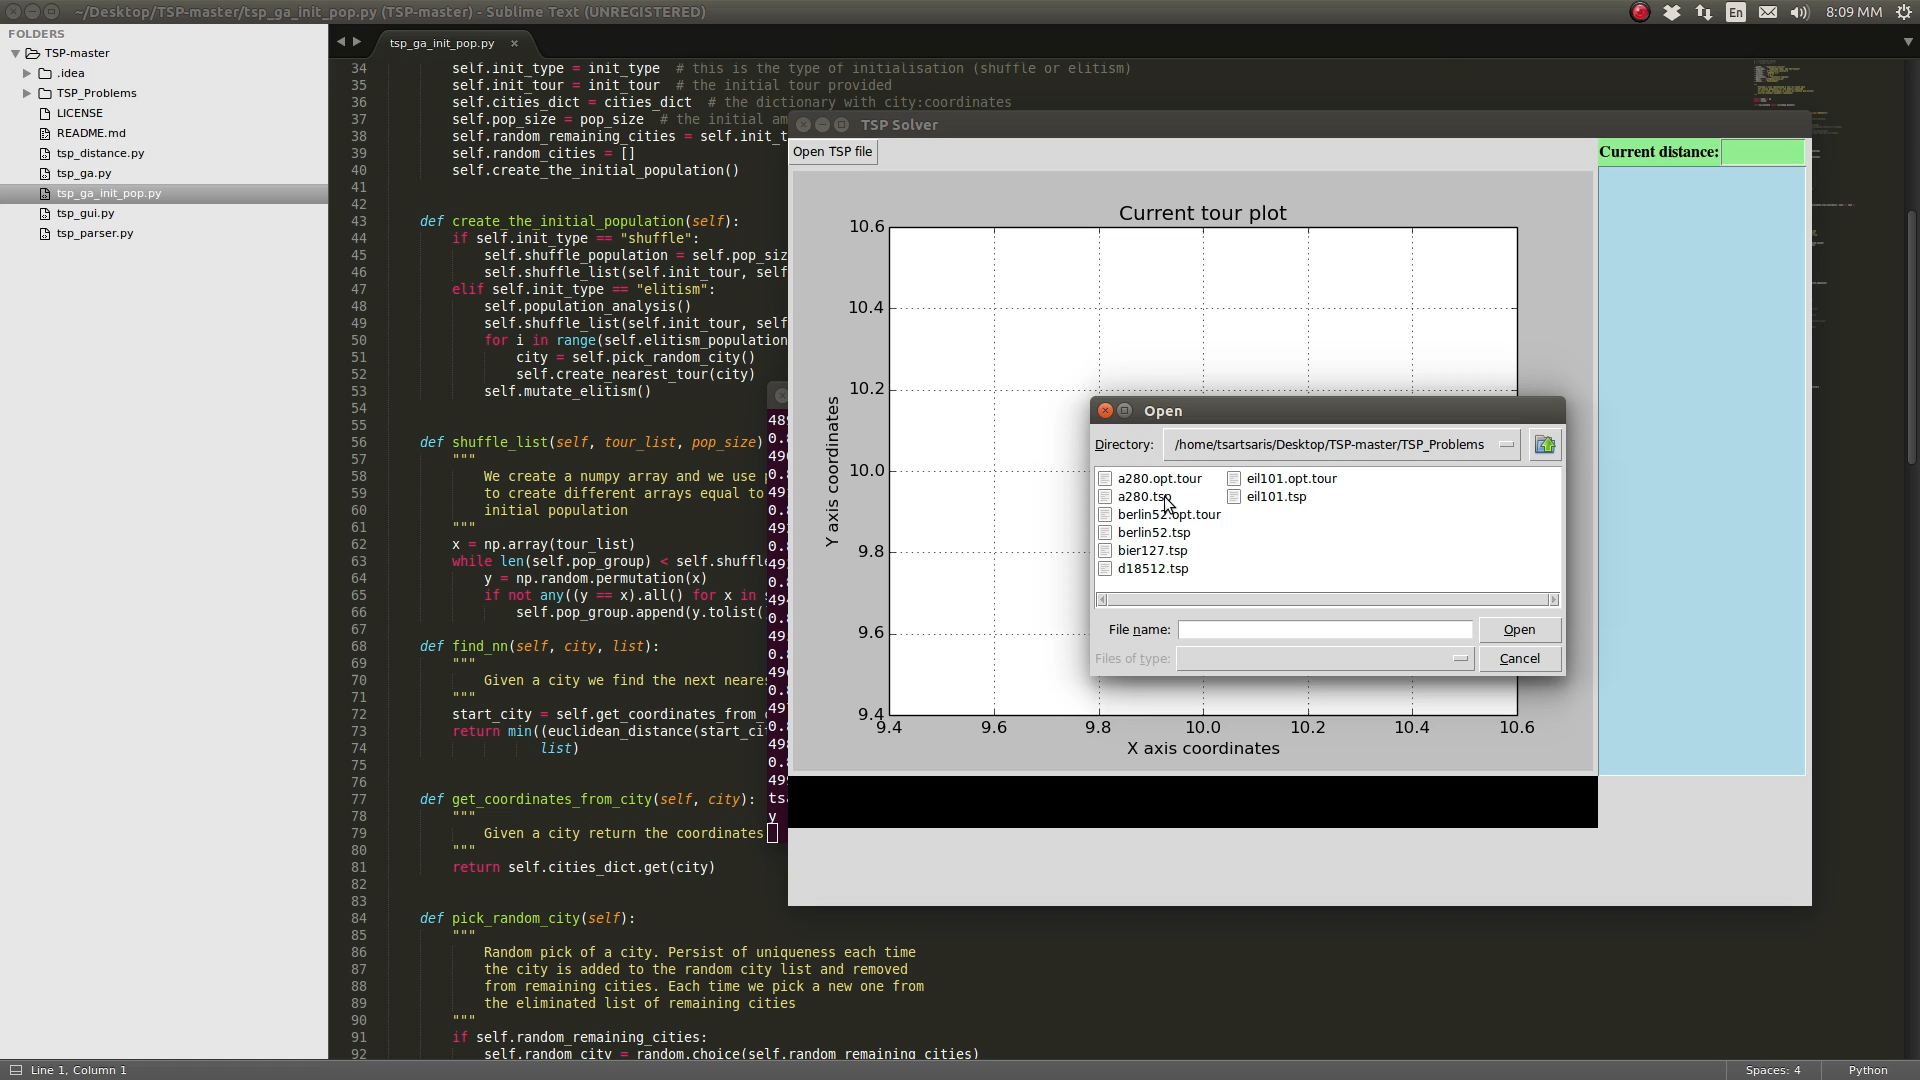 ~/Desktop/TSP-master/tsp_ga_init_pop.py (TSP-master) - Sublime Text (UNREGISTERED)
En
8:09 MM
FOLDERS
TSP-master
.idea
TSP_Problems
LICENSE
README.md
tsp_distance.py
tsp_ga.py
tsp_ga_init_pop.py
tsp_gui.py
tsp_parser.py
tsp_ga_init_pop.py
34 self.init_type = init_type # this is the type of initialisation (shuffle or elitism)
35 self.init_tour = init_tour # the initial tour provided
36 self.cities_dict = cities_dict # the dictionary with city:coordinates
37 self.pop_size = pop_size # the initial am
38 self.random_remaining_cities = self.init_t
39 self.random_cities = []
40 self.create_the_initial_population()
41
42
43 def create_the_initial_population(self):
44 if self.init_type == "shuffle":
45 self.shuffle_population = self.pop_siz
46 self.shuffle_list(self.init_tour, self
47 elif self.init_type == "elitism":
48 self.population_analysis()
49 self.shuffle_list(self.init_tour, self
50 for i in range(self.elitism_population
51 city = self.pick_random_city()
52 self.create_nearest_tour(city)
53 self.mutate_elitism()
54
55
56 def shuffle_list(self, tour_list, pop_size)
57 """
58 We create a numpy array and we use
59 to create different arrays equal to
60 initial population
61 """
62 x = np.array(tour_list)
63 while len(self.pop_group) < self.shuffl
64 y = np.random.permutation(x)
65 if not any((y == x).all() for x in
66 self.pop_group.append(y.tolist(
67
68 def find_nn(self, city, list):
69 """
70 Given a city we find the next neare
71 """
72 start_city = self.get_coordinates_from_
73 return min((euclidean_distance(start_ci
74 list)
75
76
77 def get_coordinates_from_city(self, city):
78 """
79 Given a city return the coordinates
80 """
81 return self.cities_dict.get(city)
82
83
84 def pick_random_city(self):
85 """
86 Random pick of a city. Persist of uniqueness each time
87 the city is added to the random city list and removed
88 from remaining cities. Each time we pick a new one from
89 the eliminated list of remaining cities
90 """
91 if self.random_remaining_cities:
92 self.random_city = random.choice(self.random_remaining_cities)
TSP Solver
Open TSP file
Current distance:
Current tour plot
10.6
10.4
10.2
10.0
9.8
9.6
9.4
Y axis coordinates
9.4 9.6 9.8 10.0 10.2 10.4 10.6
X axis coordinates
Open
Directory: /home/tsartsaris/Desktop/TSP-master/TSP_Problems
a280.opt.tour eil101.opt.tour
a280.tsp eil101.tsp
berlin52.opt.tour
berlin52.tsp
bier127.tsp
d18512.tsp
File name: Open
Files of type: Cancel
Line 1, Column 1
Spaces: 4
Python